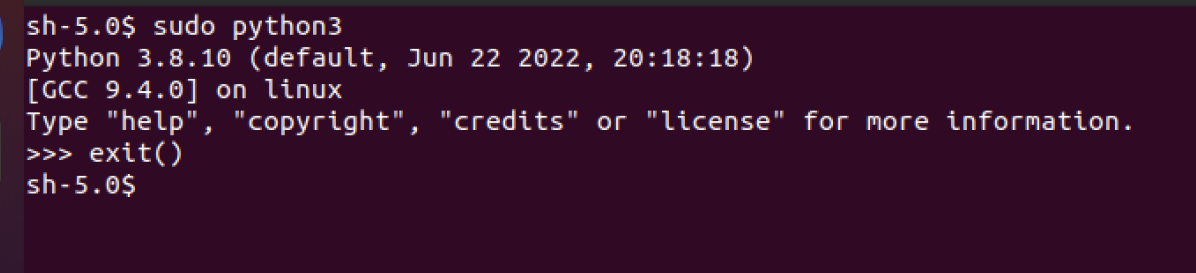 sh-5.0$ sudo python3
Python 3.8.10 (default, Jun 22 2022, 20:18:18)
[GCC 9.4.0] on linux
Type "help", "copyright", "credits" or "license" for more information.
>>> exit()
sh-5.0$